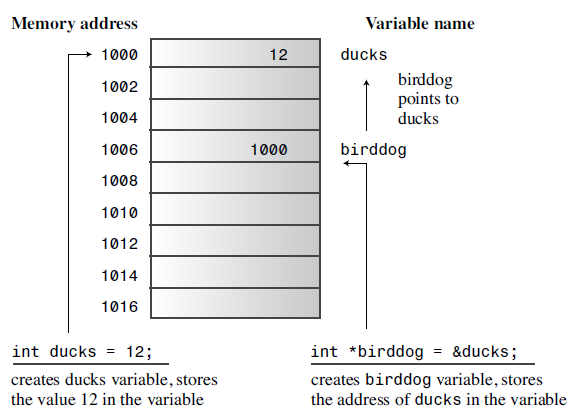 Memory address
Variable name
1000
12
ducks
1002
birddog
points to
ducks
1004
1006
1000
birddog
1008
1010
1012
1014
1016
int ducks = 12;
creates ducks variable, stores
the value 12 in the variable
int *birddog = &ducks;
creates birddog variable, stores
the address of ducks in the variable